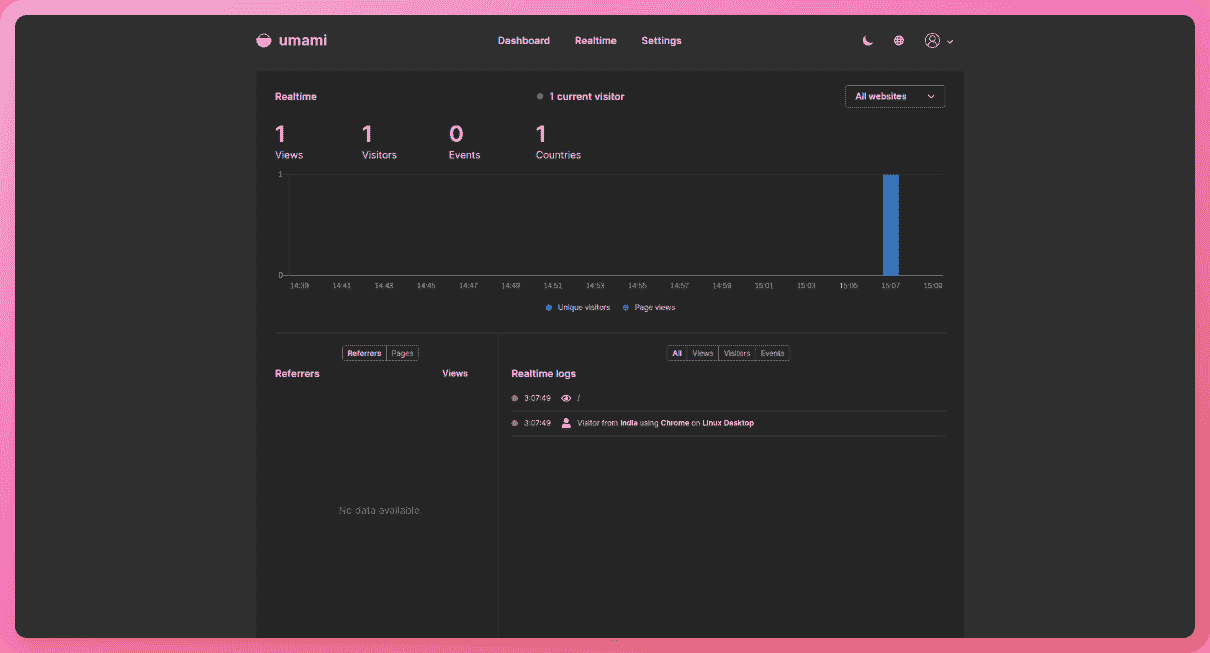 umami
Dashboard Realtime Settings
Realtime
1 current visitor
All websites
1 1 0 1
Views Visitors Events Countries
1
0
14:39 14:41 14:43 14:45 14:47 14:49 14:51 14:53 14:55 14:57 14:59 15:01 15:03 15:05 15:07 15:09
Unique visitors Page views
Referrers Pages
Referrers Views
No data available.
All Views Visitors Events
Realtime logs
3:07:49 /
3:07:49 Visitor from India using Chrome on Linux Desktop